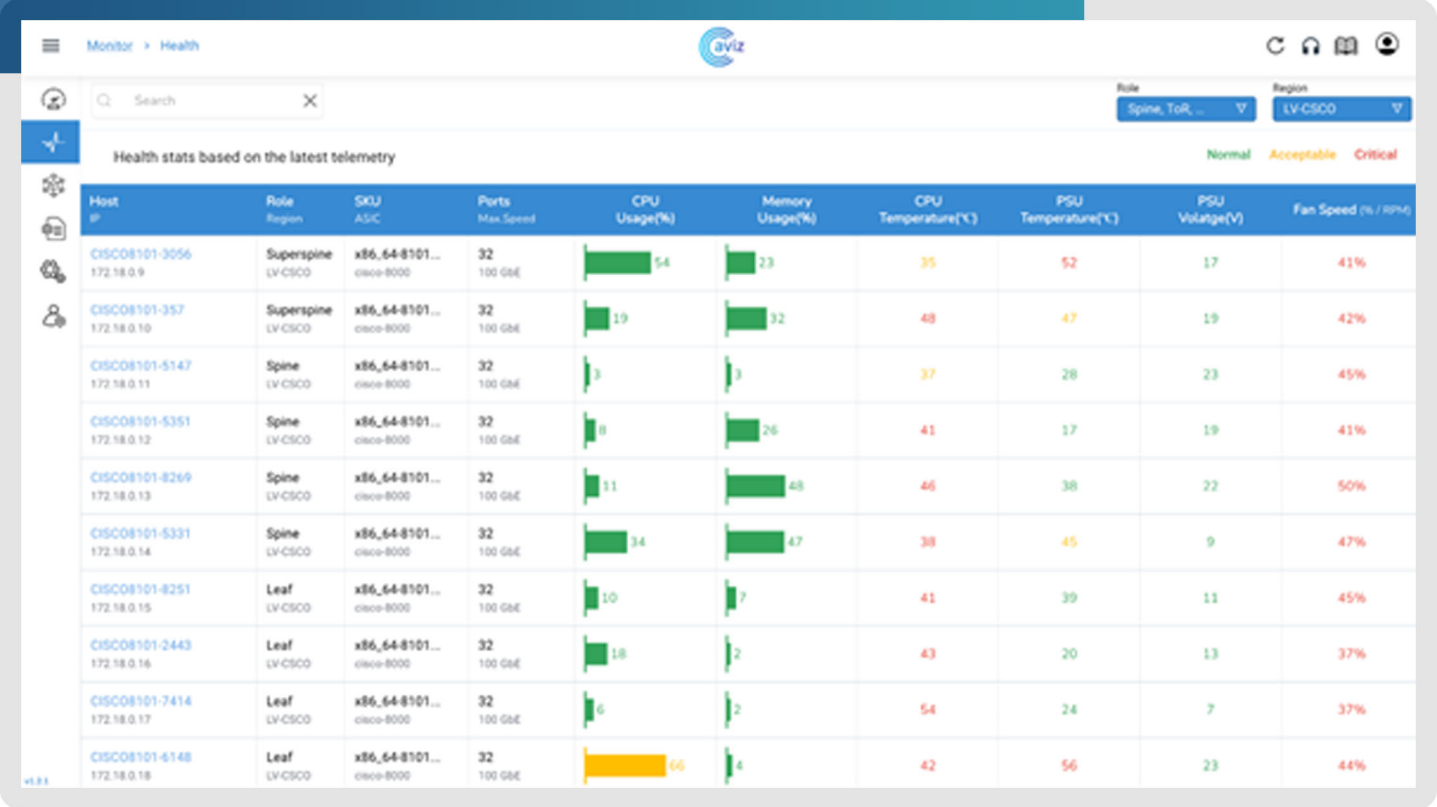 Monitor > Health
aviz
Search
Role
Region
Spine, ToR, ...
LV-CSCO
Health stats based on the latest telemetry
Normal Acceptable Critical
Host Role SKU Ports CPU Memory CPU PSU PSU Fan Speed (% / RPM)
IP Region ASIC Max.Speed Usage(%) Usage(%) Temperature(℃) Temperature(℃) Volatge(V)
CISCO8101-3056 Superspine x86_64-8101... 32 54 23 35 52 17 41%
172.18.0.9 LV-CSCO cisco-8000 100 GbE
CISCO8101-357 Superspine x86_64-8101... 32 19 32 48 47 19 42%
172.18.0.10 LV-CSCO cisco-8000 100 GbE
CISCO8101-5147 Spine x86_64-8101... 32 3 3 37 28 23 45%
172.18.0.11 LV-CSCO cisco-8000 100 GbE
CISCO8101-5351 Spine x86_64-8101... 32 8 26 41 17 19 41%
172.18.0.12 LV-CSCO cisco-8000 100 GbE
CISCO8101-8269 Spine x86_64-8101... 32 11 48 46 38 22 50%
172.18.0.13 LV-CSCO cisco-8000 100 GbE
CISCO8101-5331 Spine x86_64-8101... 32 34 47 38 45 9 47%
172.18.0.14 LV-CSCO cisco-8000 100 GbE
CISCO8101-8251 Leaf x86_64-8101... 32 10 7 41 39 11 45%
172.18.0.15 LV-CSCO cisco-8000 100 GbE
CISCO8101-2443 Leaf x86_64-8101... 32 18 2 43 20 13 37%
172.18.0.16 LV-CSCO cisco-8000 100 GbE
CISCO8101-7414 Leaf x86_64-8101... 32 6 2 54 24 7 37%
172.18.0.17 LV-CSCO cisco-8000 100 GbE
CISCO8101-6148 Leaf x86_64-8101... 32 66 4 42 56 23 44%
172.18.0.18 LV-CSCO cisco-8000 100 GbE